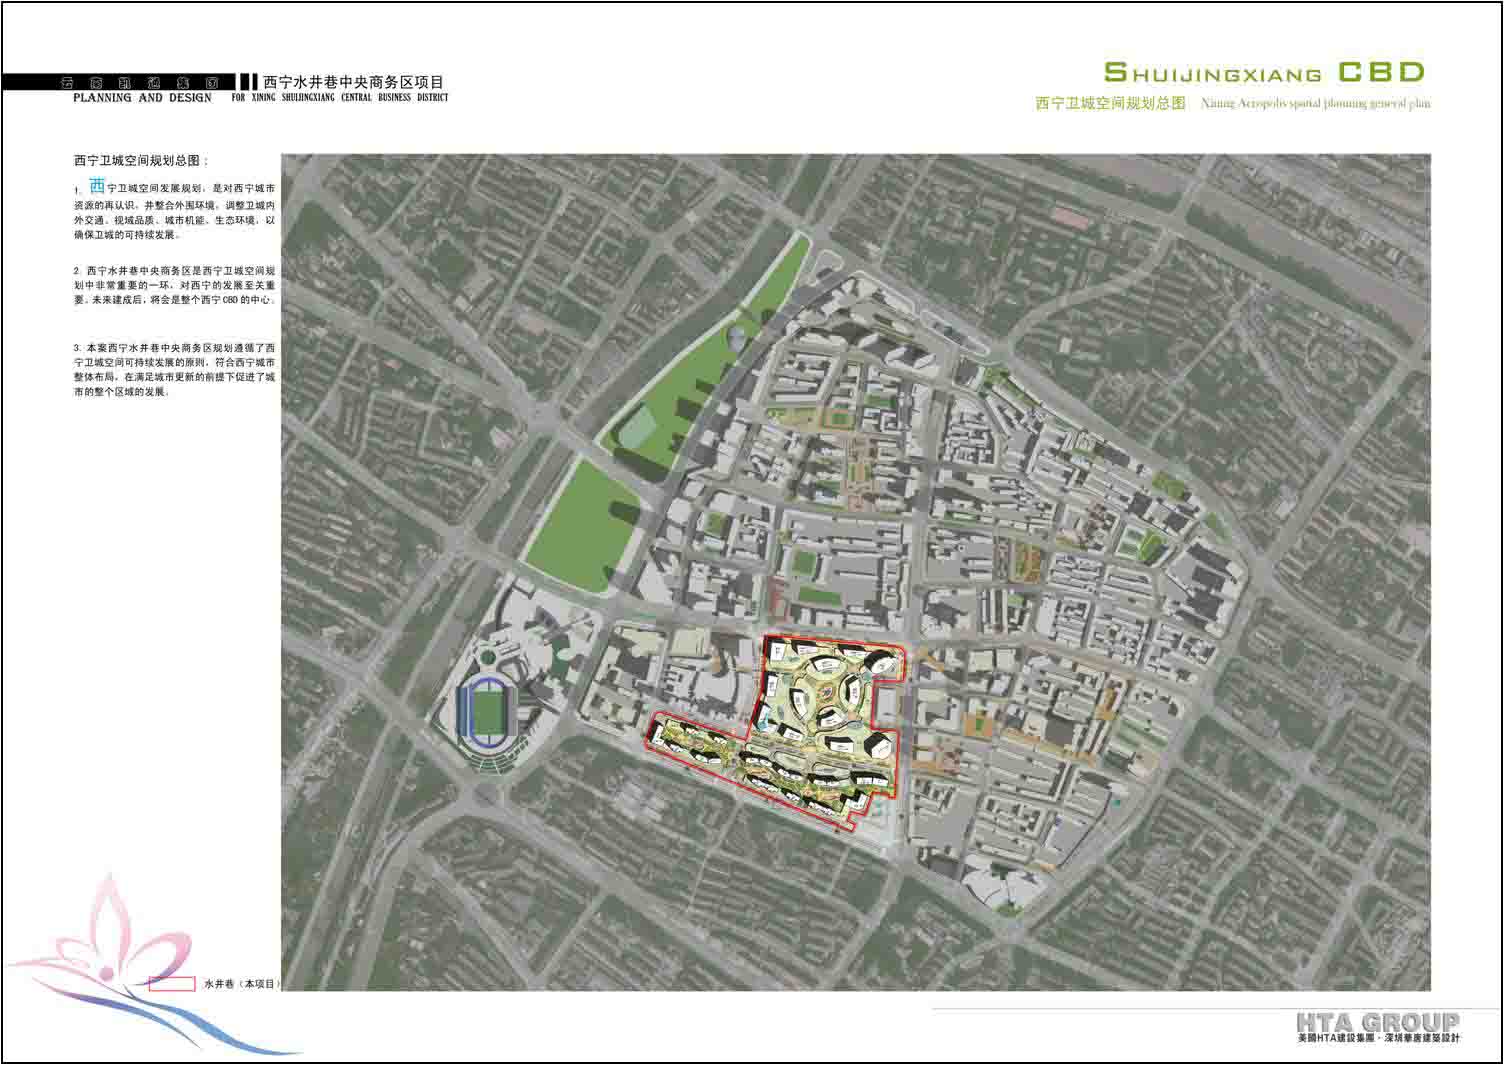 西宁水井巷中央商务区项目
PLANNING AND DESIGN FOR XINING SHUIJINGXIANG CENTRAL BUSINESS DISTRICT
SHUIJINGXIANG CBD
西宁卫城空间规划总图 Xining Acropolis spatial planning general plan
西宁卫城空间规划总图：
1. 西宁卫城空间发展规划，是对西宁城市
资源的再认识，并整合外围环境，调整卫城内
外交通、视域品质、城市机能、生态环境，以
确保卫城的可持续发展。
2. 西宁水井巷中央商务区是西宁卫城空间规
划中非常重要的一环，对西宁的发展至关重
要。未来建成后，将会是整个西宁CBD的中心。
3. 本案西宁水井巷中央商务区规划遵循了西
宁卫城空间可持续发展的原则，符合西宁城市
整体布局，在满足城市更新的前提下促进了城
市的整个区域的发展。
水井巷（本项目）
HTA GROUP
美國HTA建設集團·深圳華唐建築設計